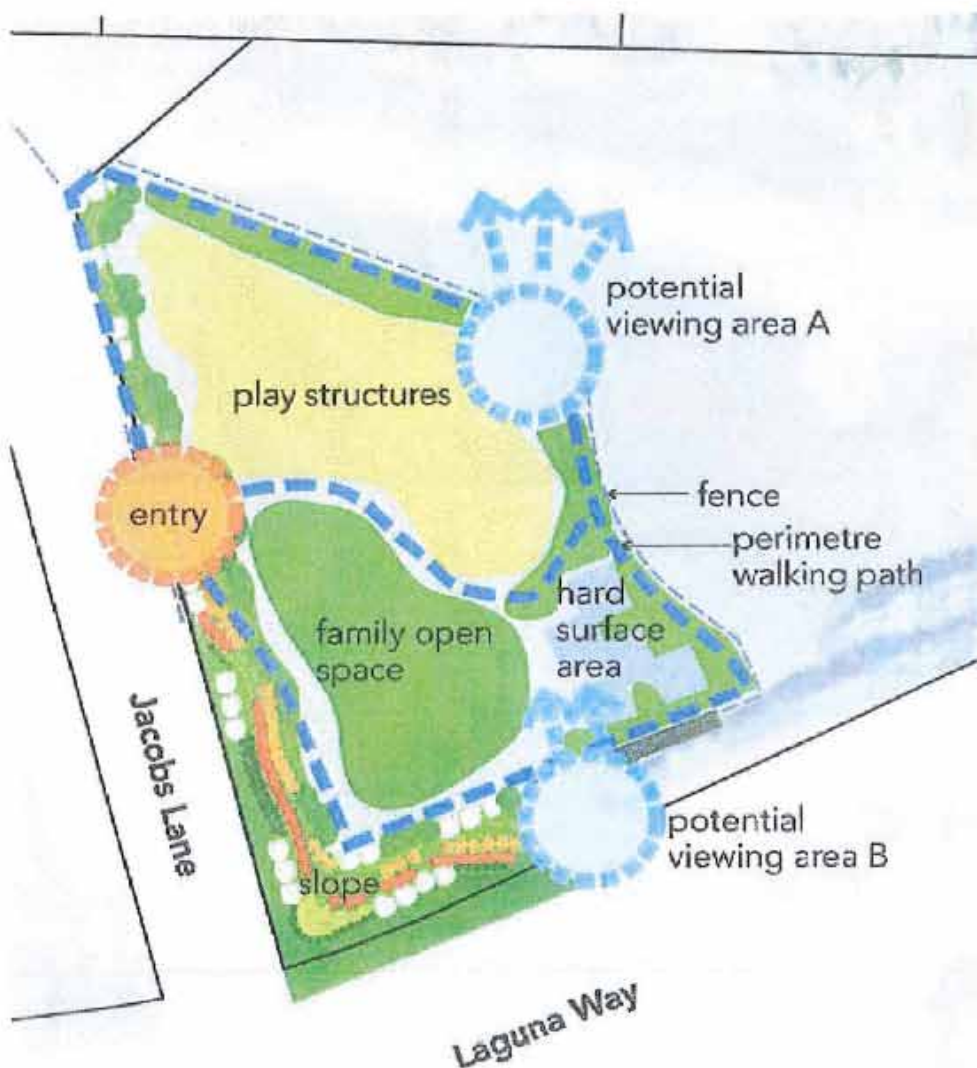 potential
viewing area A
play structures
fence
entry
perimetre
walking path
hard
surface
area
family open
space
Jacobs Lane
potential
viewing area B
slope
Laguna Way